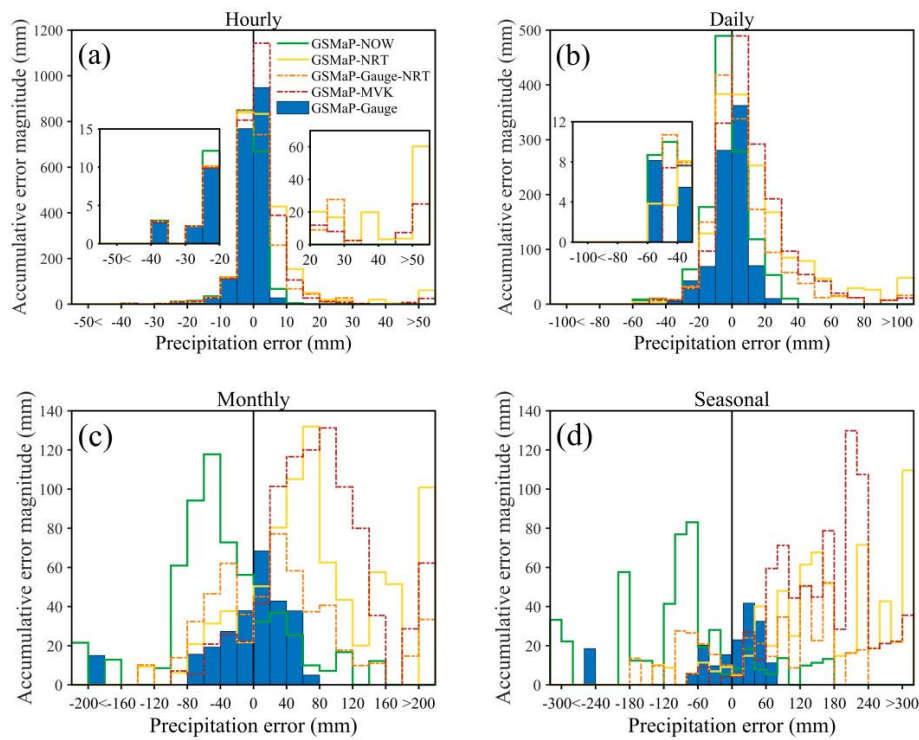 Hourly
(a)
1200
1000
800
600
400
200
0
Accumulative error magnitude (mm)
GSMaP-NOW
GSMaP-NRT
GSMaP-Gauge-NRT
GSMaP-MVK
GSMaP-Gauge
15
10
5
0
-50< -40 -30 -20
60
40
20
0
20 30 40 >50
-50< -40 -30 -20 -10 0 10 20 30 40 >50
Precipitation error (mm)
Daily
(b)
500
400
300
200
100
0
Accumulative error magnitude (mm)
12
8
4
0
-100< -80 -60 -40
-100< -80 -60 -40 -20 0 20 40 60 80 >100
Precipitation error (mm)
Monthly
(c)
140
120
100
80
60
40
20
0
Accumulative error magnitude (mm)
-200<-160 -120 -80 -40 0 40 80 120 160 >200
Precipitation error (mm)
Seasonal
(d)
140
120
100
80
60
40
20
0
Accumulative error magnitude (mm)
-300<-240 -180 -120 -60 0 60 120 180 240 >300
Precipitation error (mm)